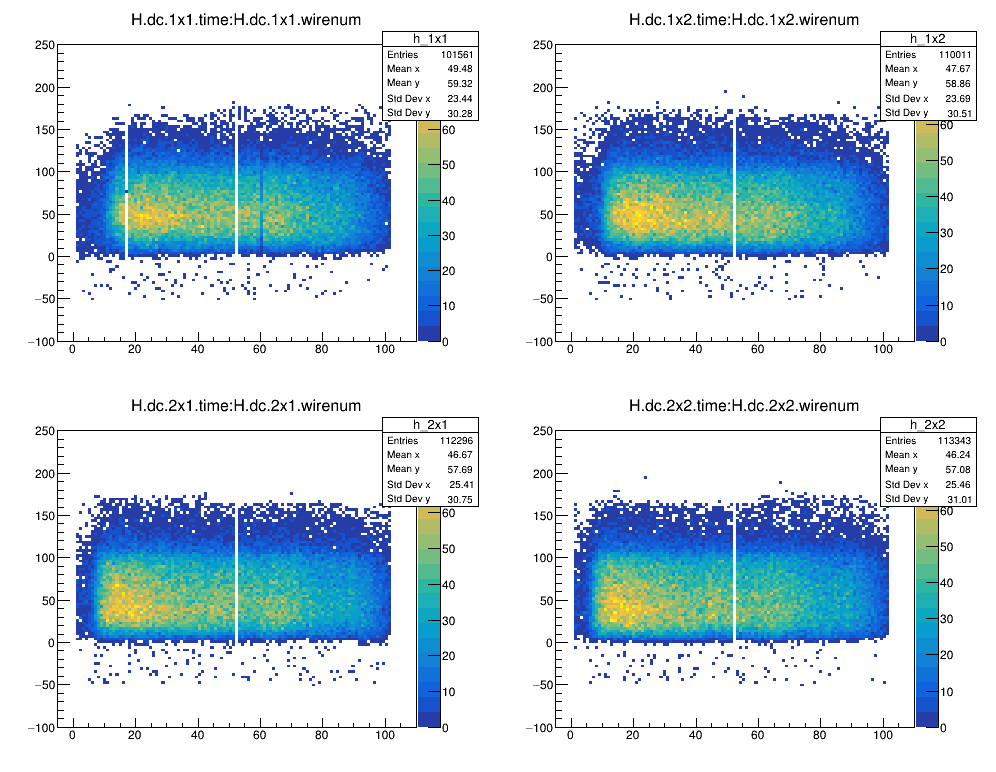 H.dc.1x1.time:H.dc.1x1.wirenum
h_1x1
Entries 101561
Mean x 49.48
Mean y 59.32
Std Dev x 23.44
Std Dev y 30.28
250
200
150
100
50
0
−50
−100
0 20 40 60 80 100
60
50
40
30
20
10
0
H.dc.1x2.time:H.dc.1x2.wirenum
h_1x2
Entries 110011
Mean x 47.67
Mean y 58.86
Std Dev x 23.69
Std Dev y 30.51
250
200
150
100
50
0
−50
−100
0 20 40 60 80 100
60
50
40
30
20
10
0
H.dc.2x1.time:H.dc.2x1.wirenum
h_2x1
Entries 112296
Mean x 46.67
Mean y 57.69
Std Dev x 25.41
Std Dev y 30.75
250
200
150
100
50
0
−50
−100
0 20 40 60 80 100
60
50
40
30
20
10
0
H.dc.2x2.time:H.dc.2x2.wirenum
h_2x2
Entries 113343
Mean x 46.24
Mean y 57.08
Std Dev x 25.46
Std Dev y 31.01
250
200
150
100
50
0
−50
−100
0 20 40 60 80 100
60
50
40
30
20
10
0